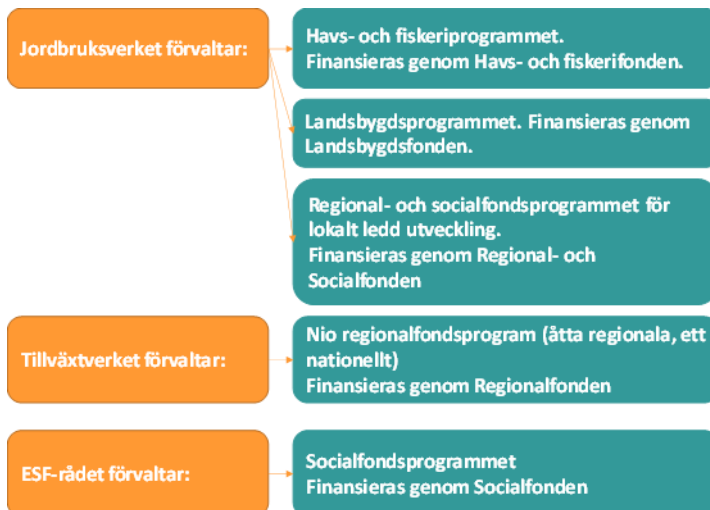 Jordbruksverket förvaltar:
Havs- och fiskeriprogrammet.
Finansieras genom Havs- och fiskerifonden.
Landsbygdsprogrammet. Finansieras genom
Landsbygdsfonden.
Regional- och socialfondsprogrammet för
lokalt ledd utveckling.
Finansieras genom Regional- och
Socialfonden
Tillväxtverket förvaltar:
Nio regionalfondsprogram (åtta regionala, ett
nationellt)
Finansieras genom Regionalfonden
ESF-rådet förvaltar:
Socialfondsprogrammet
Finansieras genom Socialfonden